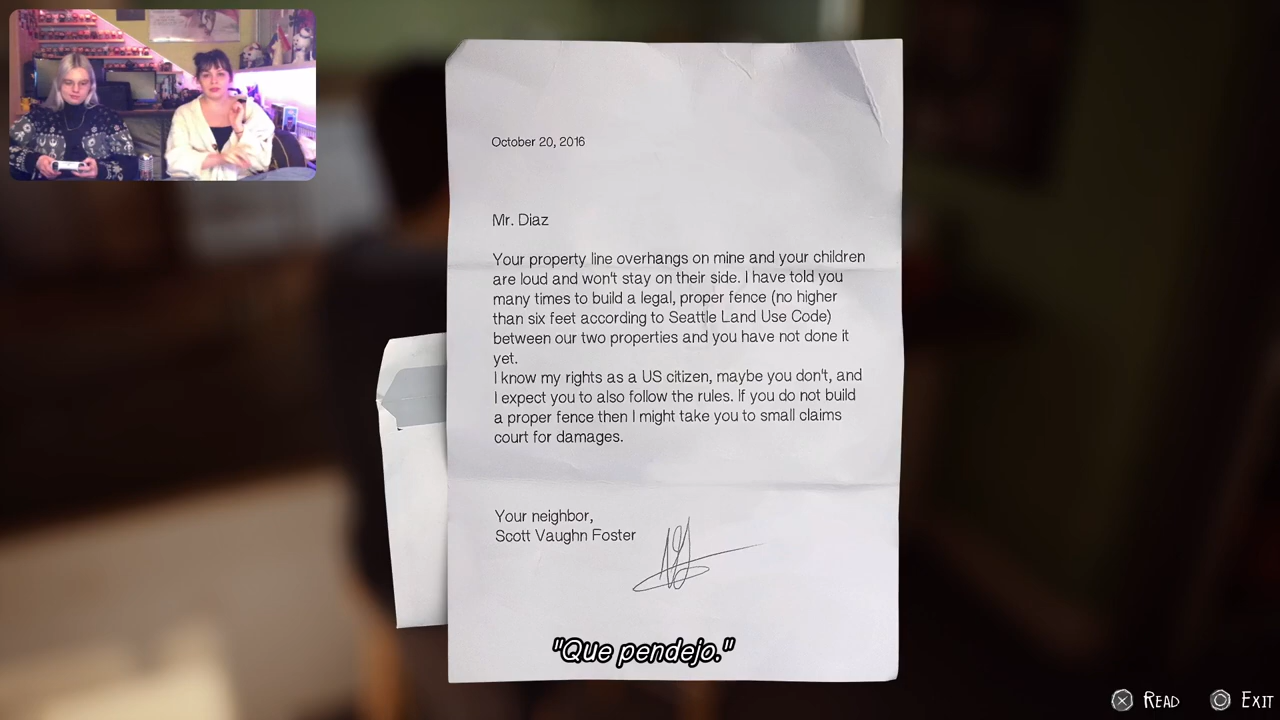 October 20, 2016
Mr. Diaz
Your property line overhangs on mine and your children
are loud and won't stay on their side. I have told you
many times to build a legal, proper fence (no higher
than six feet according to Seattle Land Use Code)
between our two properties and you have not done it
yet.
I know my rights as a US citizen, maybe you don't, and
I expect you to also follow the rules. If you do not build
a proper fence then I might take you to small claims
court for damages.
Your neighbor,
Scott Vaughn Foster
"Que pendejo."
READ
EXIT